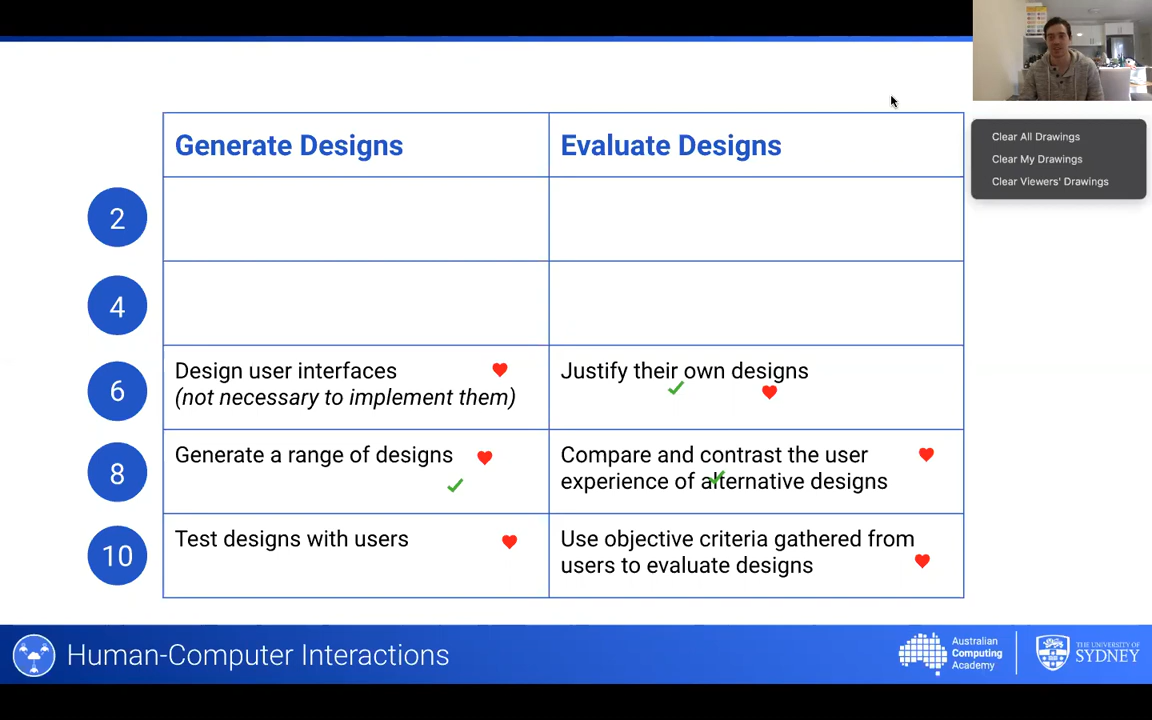 Generate Designs
Evaluate Designs
Clear All Drawings
Clear My Drawings
Clear Viewers' Drawings
2
4
6
Design user interfaces
(not necessary to implement them)
Justify their own designs
8
Generate a range of designs
Compare and contrast the user
experience of alternative designs
10
Test designs with users
Use objective criteria gathered from
users to evaluate designs
Human-Computer Interactions
Australian
Computing
Academy
THE UNIVERSITY OF
SYDNEY